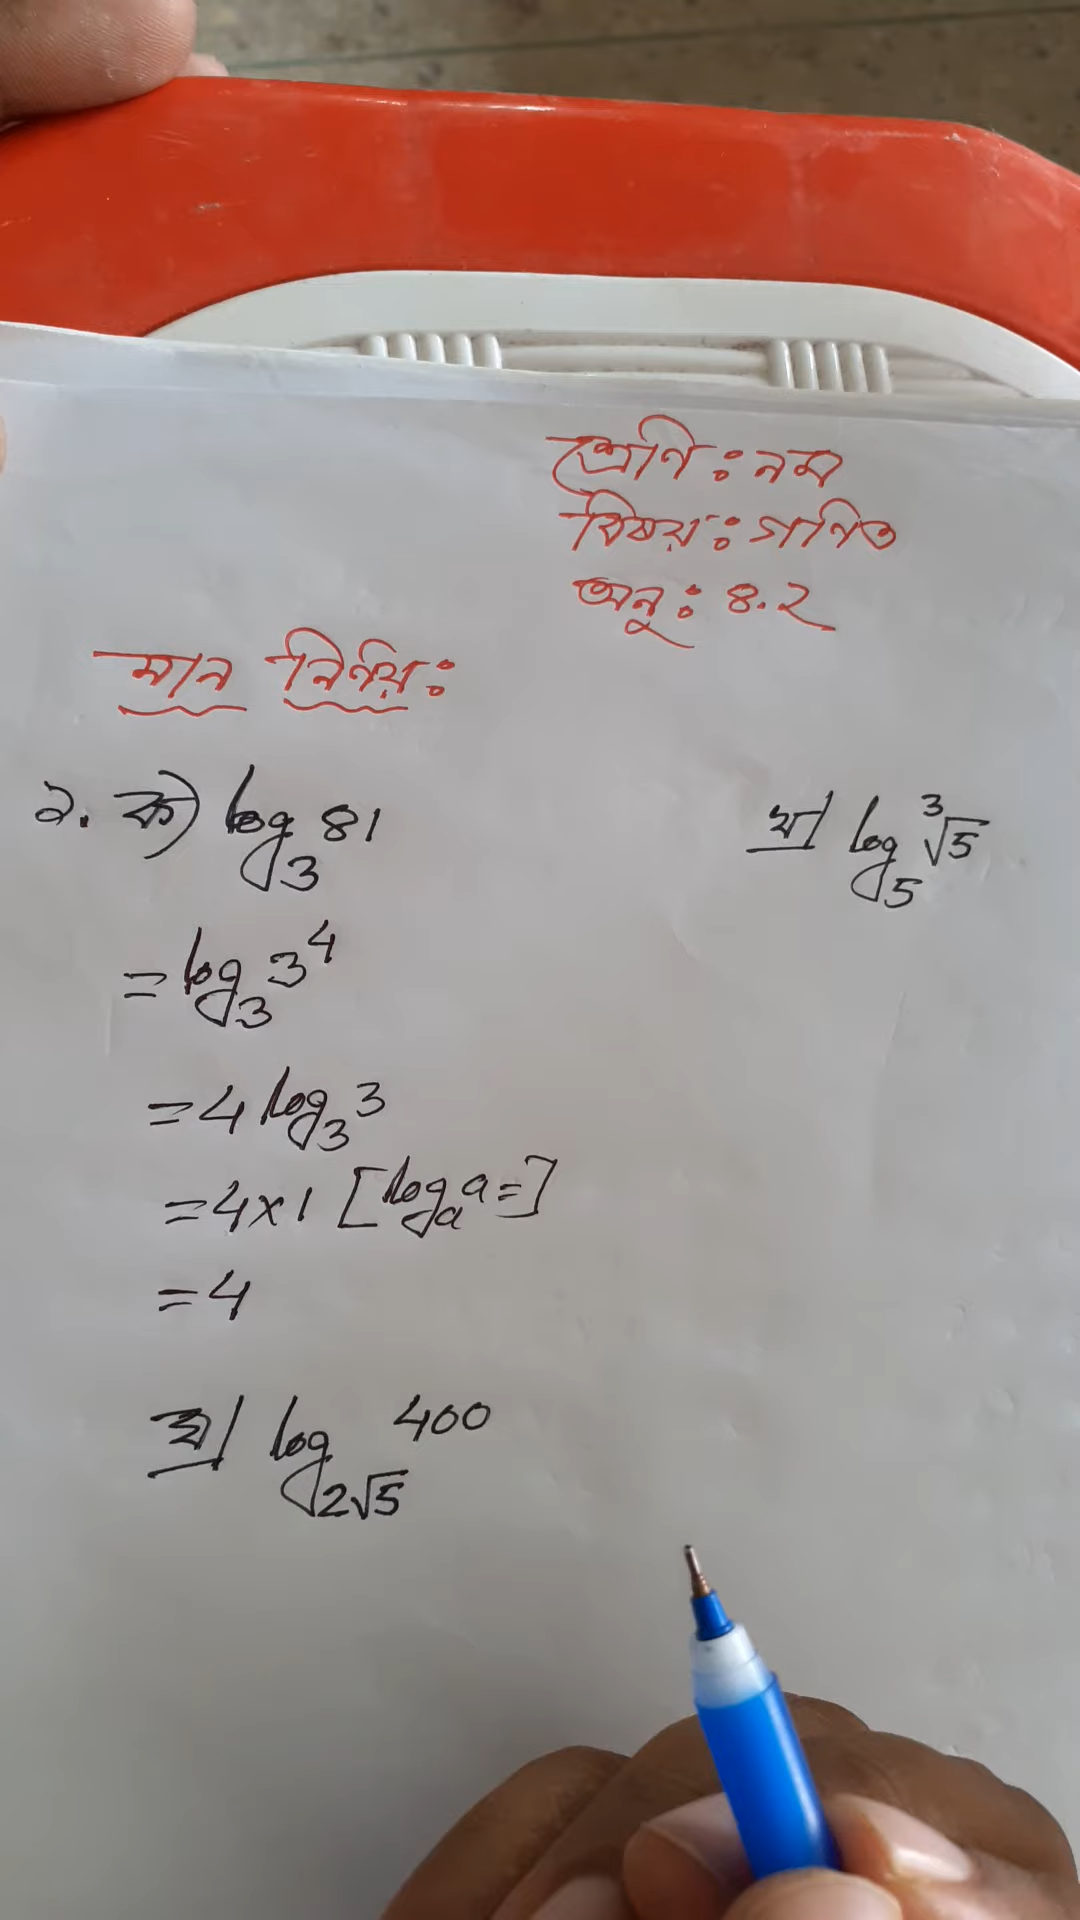 শ্রেণি : নবম
বিষয় : গণিত
অনু : ৪.২
মান নির্ণয় :
২. ক) log₃ 81
খ) log₅ ∛5
= log₃ 3⁴
= 4 log₃ 3
= 4×1 [logₐ a =]
= 4
ঘ) log_{2√5} 400